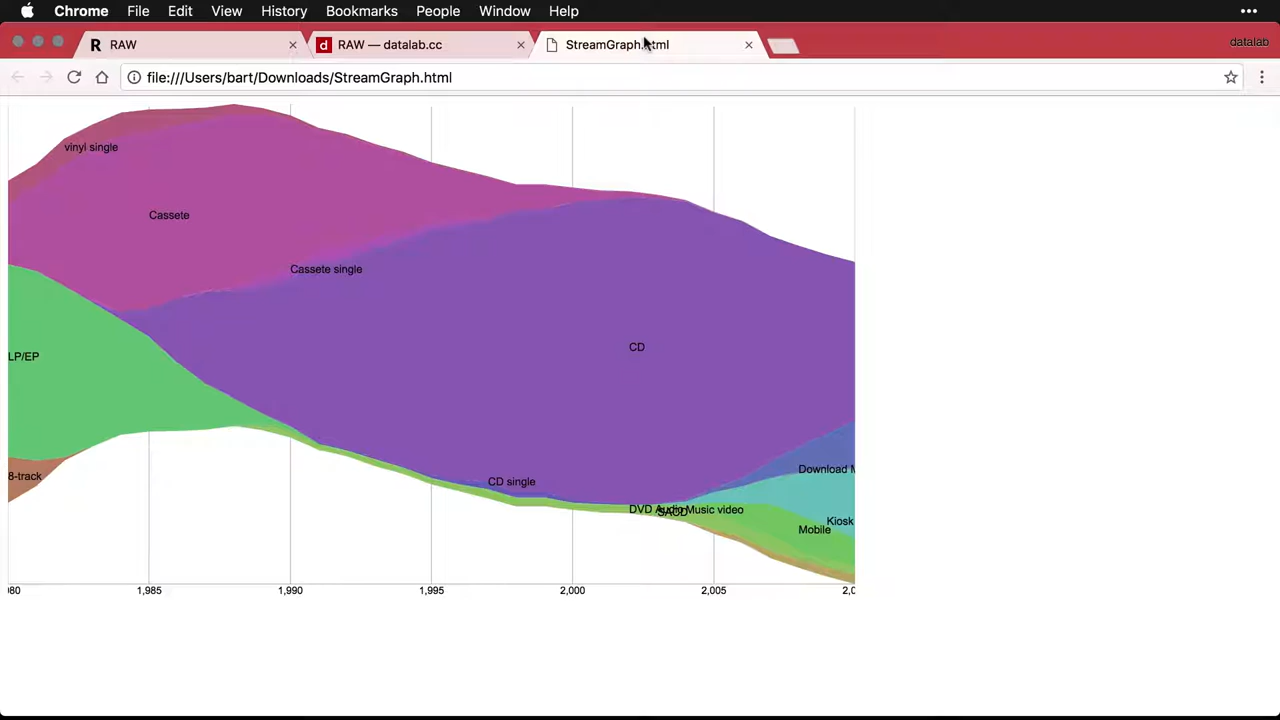 Chrome File Edit View History Bookmarks People Window Help
R RAW
d RAW — datalab.cc
StreamGraph.html
datalab
file:///Users/bart/Downloads/StreamGraph.html
vinyl single
Cassete
Cassete single
CD
LP/EP
8-track
Download M
CD single
DVD Audio Music video
SACD
Kiosk
Mobile
80 1,985 1,990 1,995 2,000 2,005 2,0